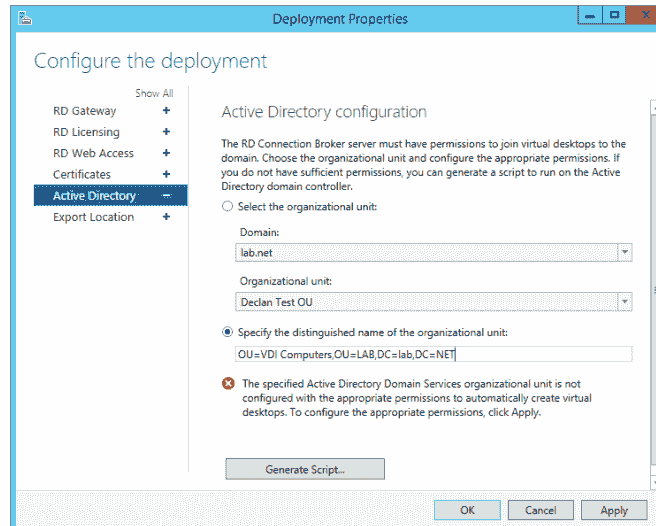 Deployment Properties
Configure the deployment
Show All
RD Gateway +
RD Licensing +
RD Web Access +
Certificates +
Active Directory –
Export Location +
Active Directory configuration
The RD Connection Broker server must have permissions to join virtual desktops to the
domain. Choose the organizational unit and configure the appropriate permissions. If
you do not have sufficient permissions, you can generate a script to run on the Active
Directory domain controller.
Select the organizational unit:
Domain:
lab.net
Organizational unit:
Declan Test OU
Specify the distinguished name of the organizational unit:
OU=VDI Computers,OU=LAB,DC=lab,DC=NET
The specified Active Directory Domain Services organizational unit is not
configured with the appropriate permissions to automatically create virtual
desktops. To configure the appropriate permissions, click Apply.
Generate Script...
OK Cancel Apply